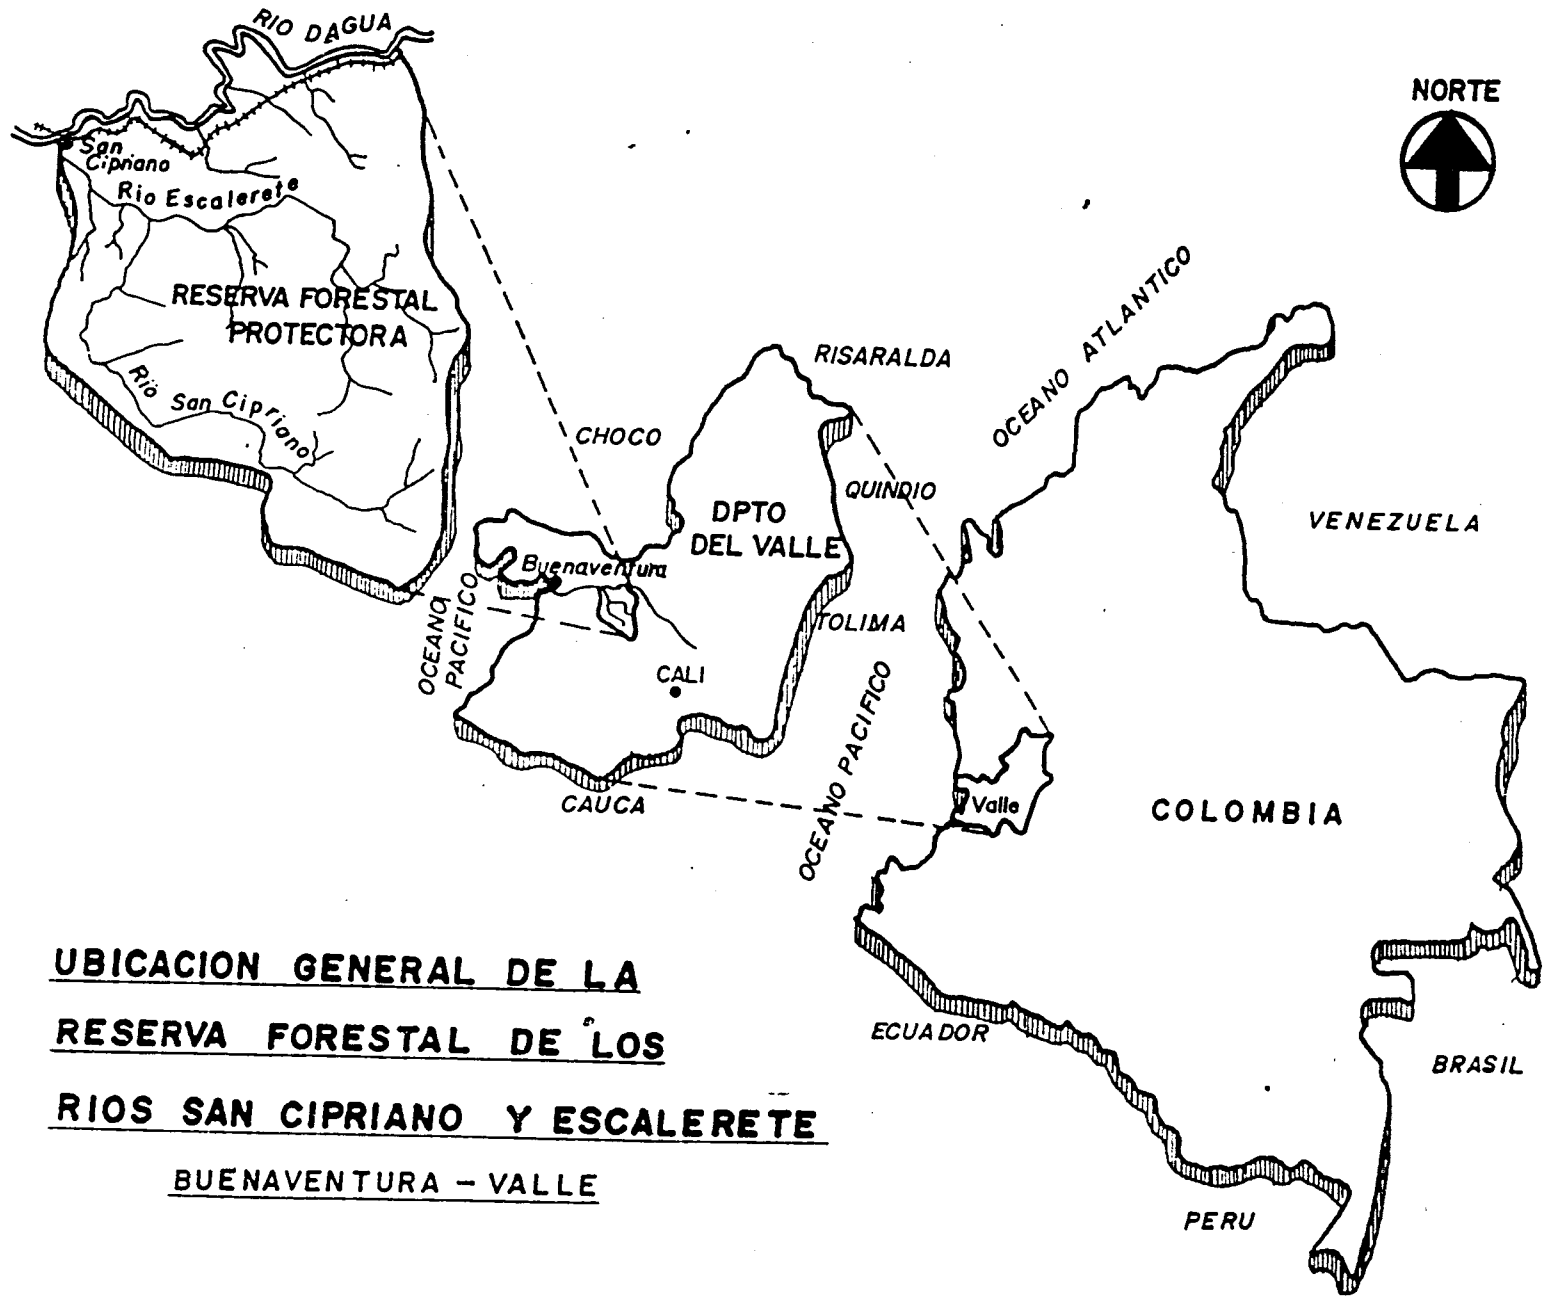 RIO DAGUA
NORTE
San
Cipriano
Rio Escalerete
RESERVA FORESTAL
PROTECTORA
Rio San Cipriano
OCEANO ATLANTICO
RISARALDA
CHOCO
QUINDIO
DPTO
DEL VALLE
VENEZUELA
Buenaventura
OCEANO
PACIFICO
TOLIMA
CALI
OCEANO PACIFICO
Valle
COLOMBIA
CAUCA
UBICACION GENERAL DE LA
RESERVA FORESTAL DE LOS
RIOS SAN CIPRIANO Y ESCALERETE
BUENAVENTURA - VALLE
ECUADOR
BRASIL
PERU